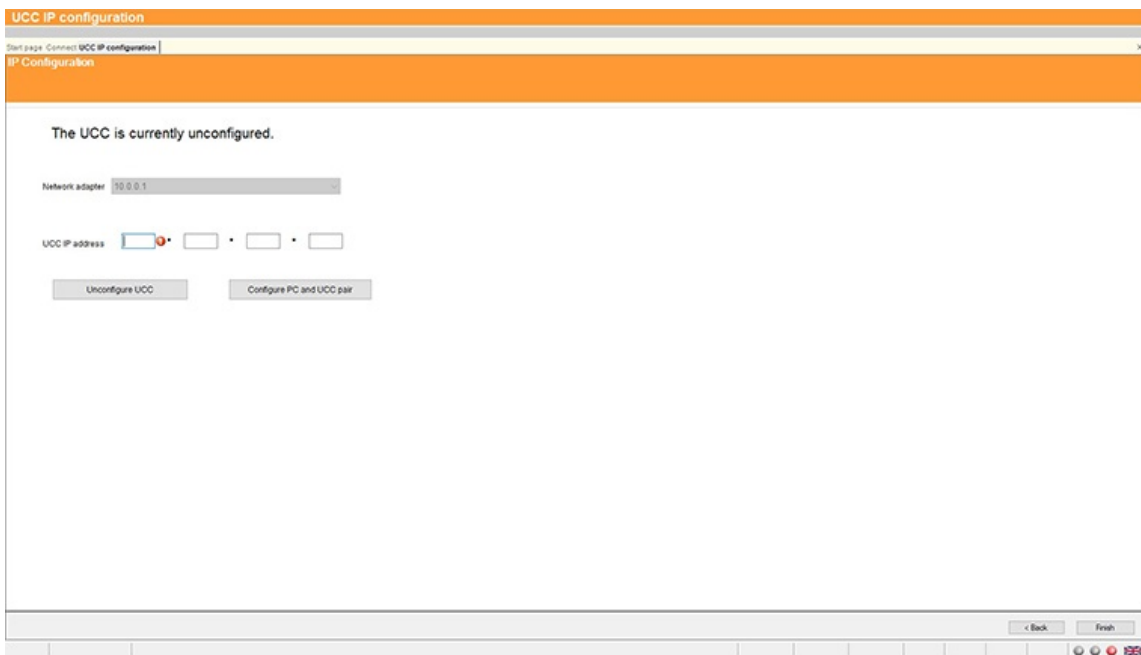 UCC IP configuration
Start page Connect UCC IP configuration
IP Configuration
The UCC is currently unconfigured.
Network adapter 10.0.0.1
UCC IP address
Unconfigure UCC Configure PC and UCC pair
< Back Finish